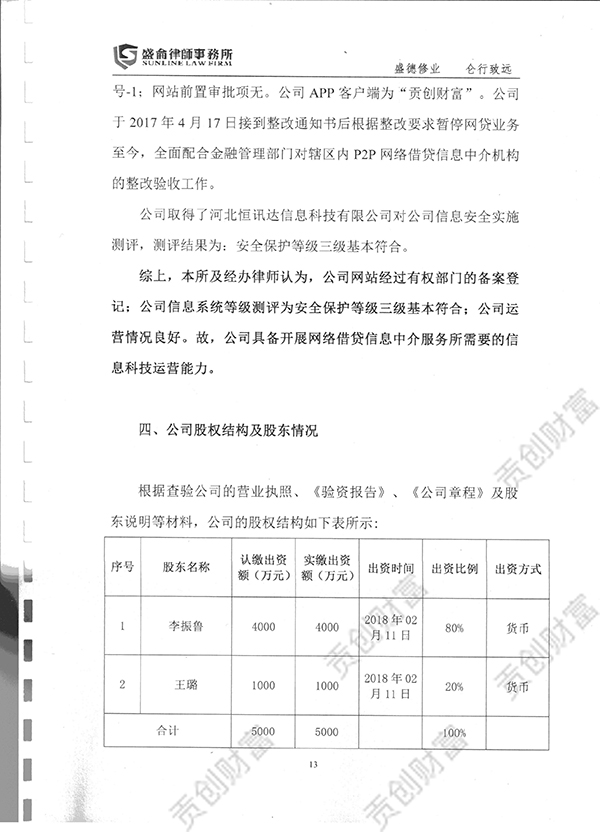 盛侖律師事務所
SUNLINE LAW FIRM
盛德修业 仑行致远
号-1；网站前置审批项无。公司 APP 客户端为“贡创财富”。公司
于 2017 年 4 月 17 日接到整改通知书后根据整改要求暂停网贷业务
至今，全面配合金融管理部门对辖区内 P2P 网络借贷信息中介机构
的整改验收工作。
公司取得了河北恒讯达信息科技有限公司对公司信息安全实施
测评，测评结果为：安全保护等级三级基本符合。
综上，本所及经办律师认为，公司网站经过有权部门的备案登
记；公司信息系统等级测评为安全保护等级三级基本符合；公司运
营情况良好。故，公司具备开展网络借贷信息中介服务所需要的信
息科技运营能力。
四、公司股权结构及股东情况
根据查验公司的营业执照、《验资报告》、《公司章程》及股
东说明等材料，公司的股权结构如下表所示：
序号 股东名称 认缴出资额（万元） 实缴出资额（万元） 出资时间 出资比例 出资方式
1 李振鲁 4000 4000 2018 年 02 月 11 日 80% 货币
2 王璐 1000 1000 2018 年 02 月 11 日 20% 货币
合计 5000 5000 100%
13
贡创财富
贡创财富
贡创财富
贡创财富